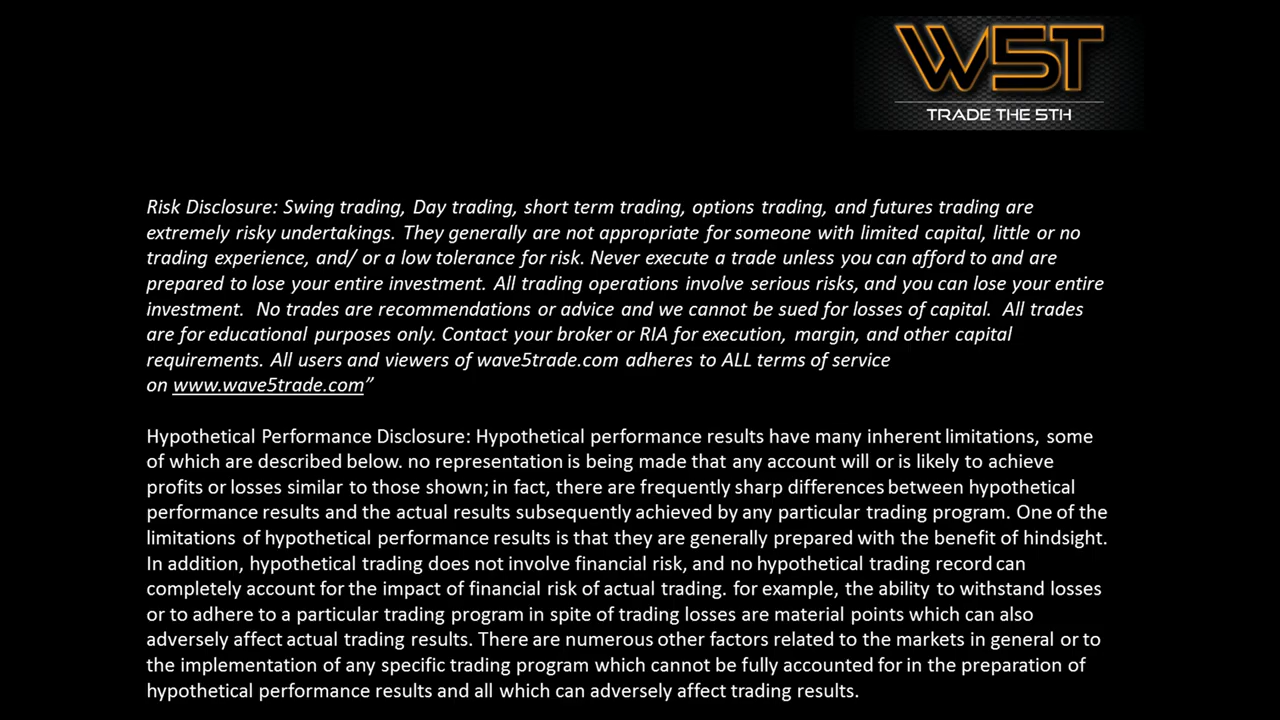 W5T
TRADE THE 5TH
Risk Disclosure: Swing trading, Day trading, short term trading, options trading, and futures trading are
extremely risky undertakings. They generally are not appropriate for someone with limited capital, little or no
trading experience, and/ or a low tolerance for risk. Never execute a trade unless you can afford to and are
prepared to lose your entire investment. All trading operations involve serious risks, and you can lose your entire
investment. No trades are recommendations or advice and we cannot be sued for losses of capital. All trades
are for educational purposes only. Contact your broker or RIA for execution, margin, and other capital
requirements. All users and viewers of wave5trade.com adheres to ALL terms of service
on www.wave5trade.com”
Hypothetical Performance Disclosure: Hypothetical performance results have many inherent limitations, some
of which are described below. no representation is being made that any account will or is likely to achieve
profits or losses similar to those shown; in fact, there are frequently sharp differences between hypothetical
performance results and the actual results subsequently achieved by any particular trading program. One of the
limitations of hypothetical performance results is that they are generally prepared with the benefit of hindsight.
In addition, hypothetical trading does not involve financial risk, and no hypothetical trading record can
completely account for the impact of financial risk of actual trading. for example, the ability to withstand losses
or to adhere to a particular trading program in spite of trading losses are material points which can also
adversely affect actual trading results. There are numerous other factors related to the markets in general or to
the implementation of any specific trading program which cannot be fully accounted for in the preparation of
hypothetical performance results and all which can adversely affect trading results.